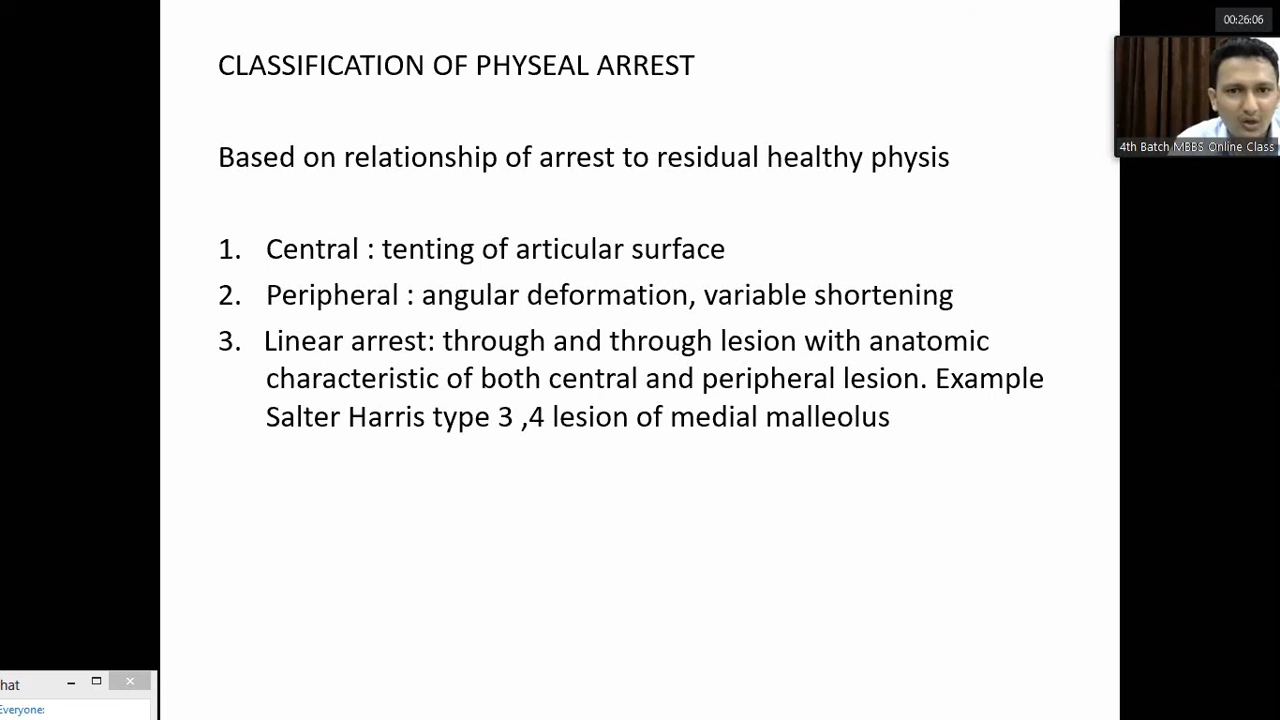 00:26:06
CLASSIFICATION OF PHYSEAL ARREST
4th Batch MBBS Online Class
Based on relationship of arrest to residual healthy physis
1. Central : tenting of articular surface
2. Peripheral : angular deformation, variable shortening
3. Linear arrest: through and through lesion with anatomic
characteristic of both central and peripheral lesion. Example
Salter Harris type 3 ,4 lesion of medial malleolus
hat
Everyone: